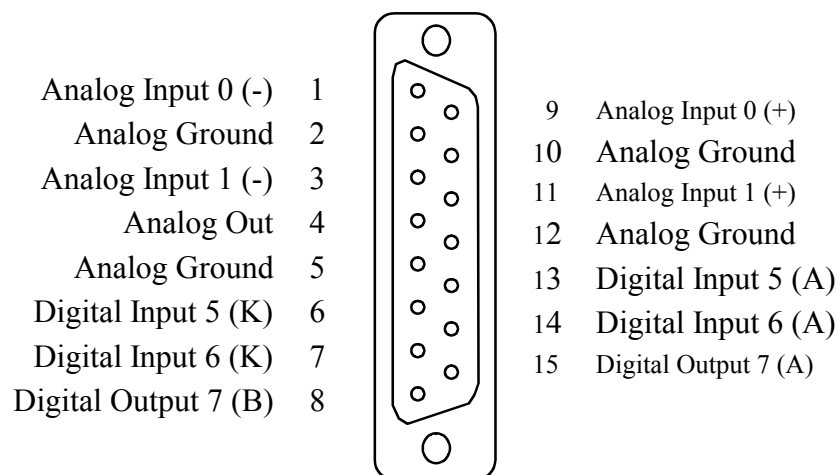 Analog Input 0 (-) 1
Analog Ground 2
Analog Input 1 (-) 3
Analog Out 4
Analog Ground 5
Digital Input 5 (K) 6
Digital Input 6 (K) 7
Digital Output 7 (B) 8
9 Analog Input 0 (+)
10 Analog Ground
11 Analog Input 1 (+)
12 Analog Ground
13 Digital Input 5 (A)
14 Digital Input 6 (A)
15 Digital Output 7 (A)